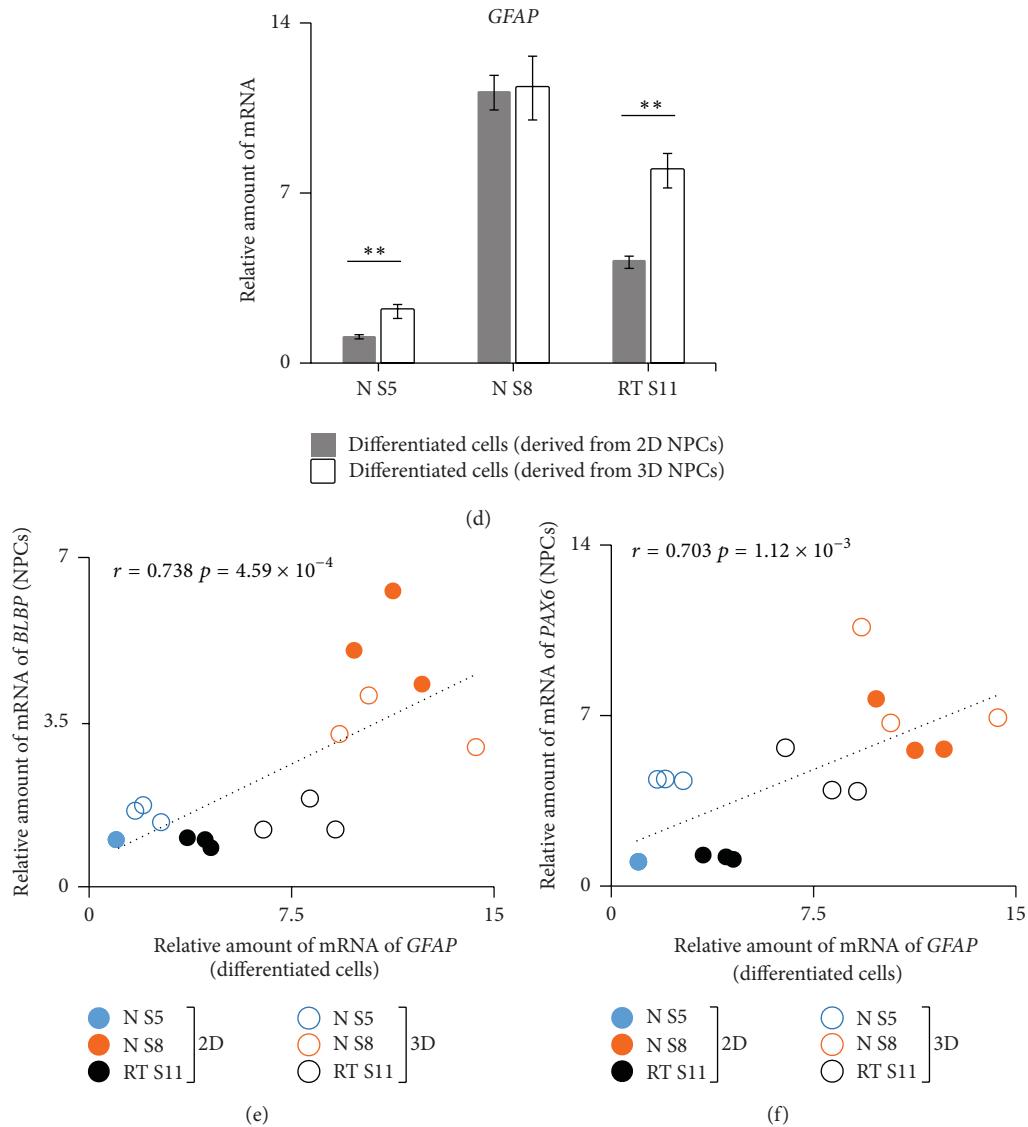 GFAP
14
7
0
Relative amount of mRNA
**
**
N S5 N S8 RT S11
Differentiated cells (derived from 2D NPCs)
Differentiated cells (derived from 3D NPCs)
(d)
7
3.5
0
Relative amount of mRNA of BLBP (NPCs)
r = 0.738 p = 4.59 × 10⁻⁴
0 7.5 15
Relative amount of mRNA of GFAP
(differentiated cells)
N S5
N S8
RT S11
2D
N S5
N S8
RT S11
3D
(e)
14
7
0
Relative amount of mRNA of PAX6 (NPCs)
r = 0.703 p = 1.12 × 10⁻³
0 7.5 15
Relative amount of mRNA of GFAP
(differentiated cells)
N S5
N S8
RT S11
2D
N S5
N S8
RT S11
3D
(f)